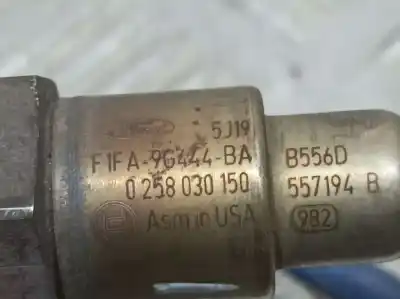 5J19
F1FA-9G444-BA B556D
0 258 030 150 557194 B
Asm in USA 982